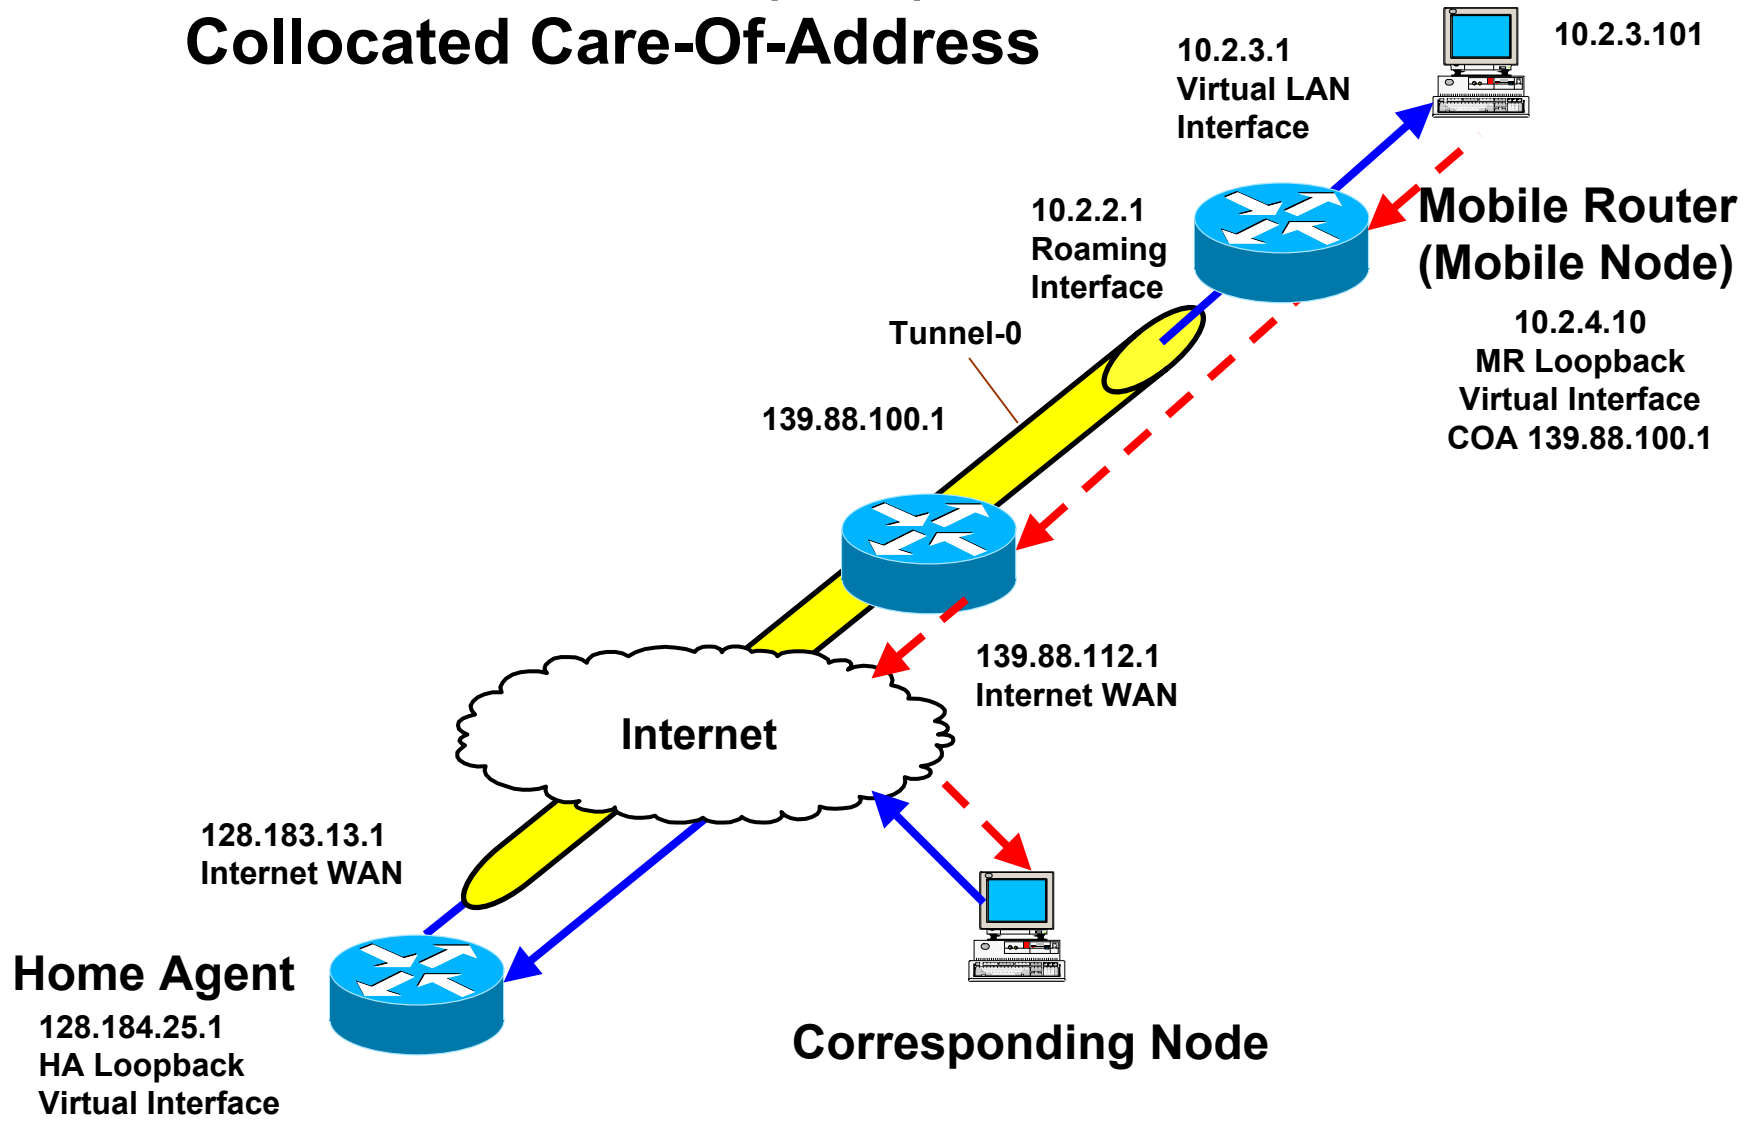 Collocated Care-Of-Address
10.2.3.1
Virtual LAN
Interface
10.2.3.101
10.2.2.1
Roaming
Interface
Mobile Router
(Mobile Node)
10.2.4.10
MR Loopback
Virtual Interface
COA 139.88.100.1
Tunnel-0
139.88.100.1
139.88.112.1
Internet WAN
Internet
128.183.13.1
Internet WAN
Home Agent
128.184.25.1
HA Loopback
Virtual Interface
Corresponding Node